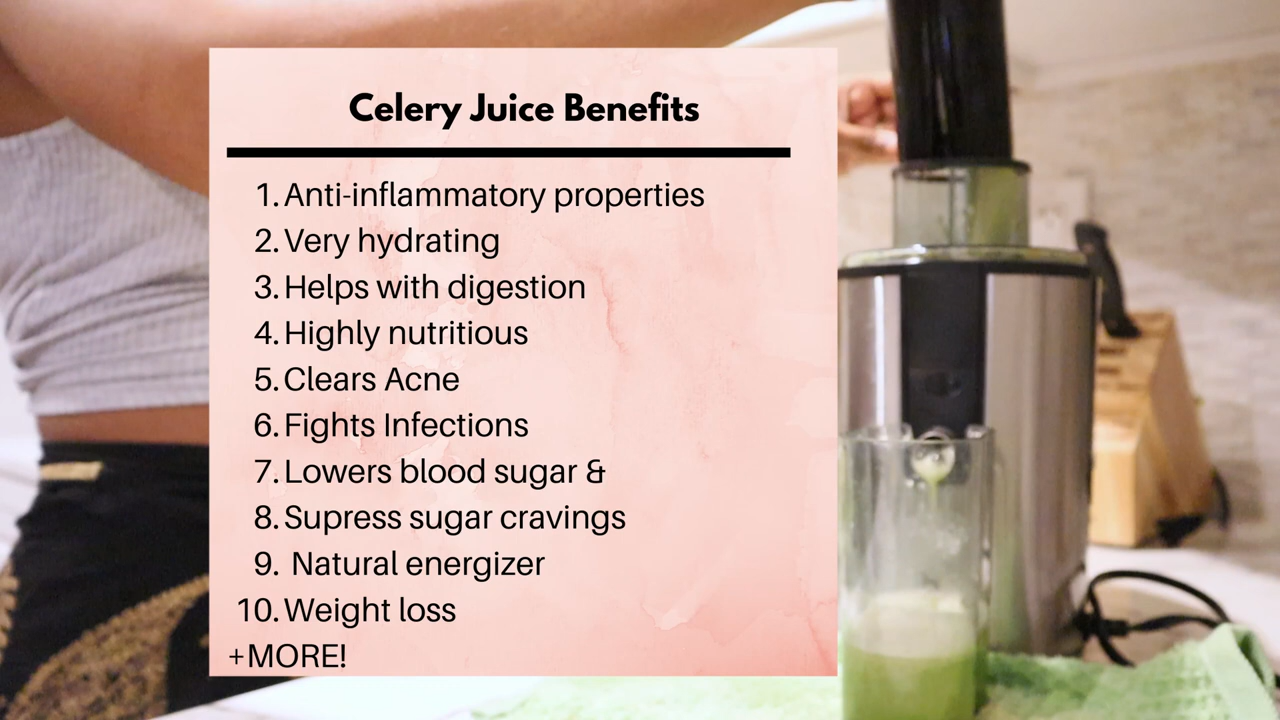 Celery Juice Benefits
1. Anti-inflammatory properties
2. Very hydrating
3. Helps with digestion
4. Highly nutritious
5. Clears Acne
6. Fights Infections
7. Lowers blood sugar &
8. Supress sugar cravings
9. Natural energizer
10. Weight loss
+MORE!